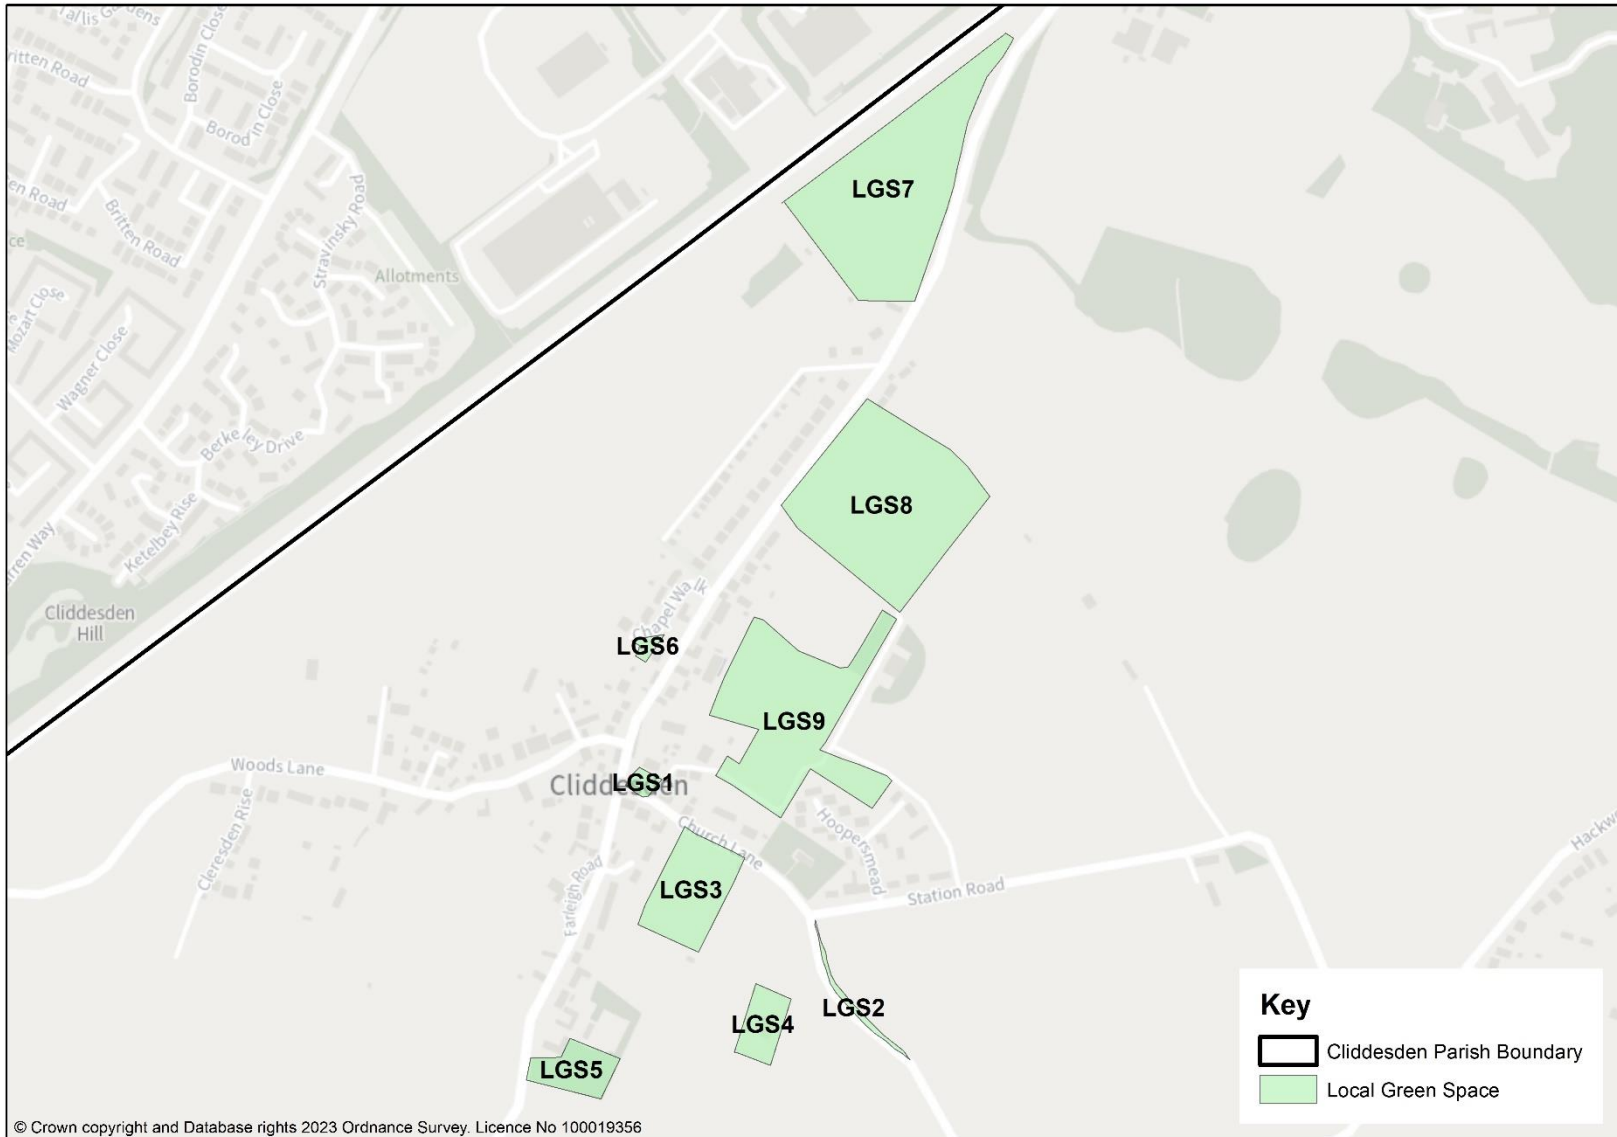 Borodin Close
Borodin Close
Britten Road
Stravinsky Road
Allotments
Mozart Close
Wagner Close
Berkeley Drive
Ketelbey Rise
Cliddesden
Hill
LGS7
LGS8
Chapel Walk
LGS6
LGS9
Woods Lane
LGS1
Cliddesden
Cleresden Rise
Church Lane
Hoopersmead
LGS3
Farleigh Road
Station Road
LGS2
LGS4
LGS5
Key
Cliddesden Parish Boundary
Local Green Space
© Crown copyright and Database rights 2023 Ordnance Survey. Licence No 100019356